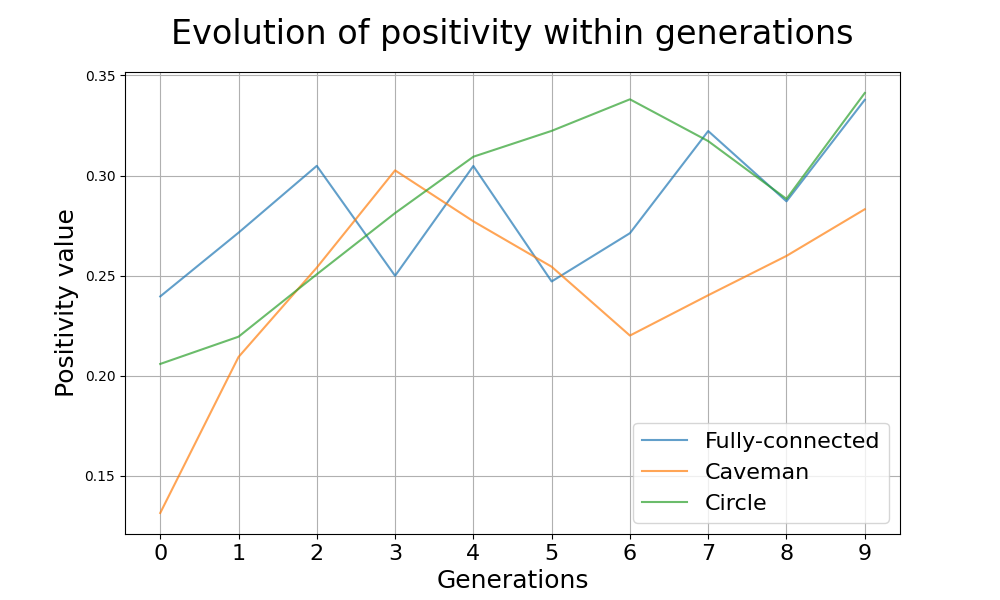 Evolution of positivity within generations
0.35
0.30
0.25
0.20
0.15
Positivity value
Fully-connected
Caveman
Circle
0 1 2 3 4 5 6 7 8 9
Generations